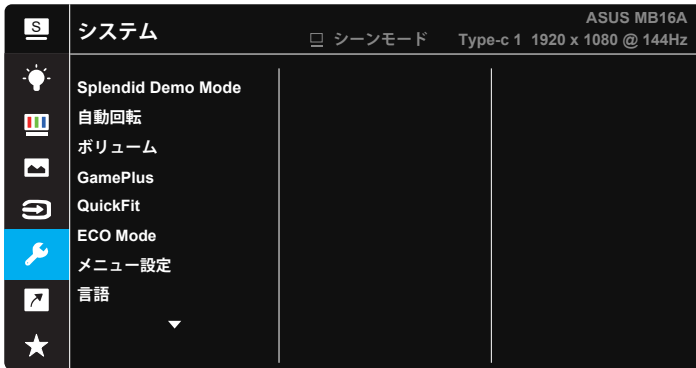 S
システム
ASUS MB16A
シーンモード Type-c 1 1920 x 1080 @ 144Hz
Splendid Demo Mode
自動回転
ボリューム
GamePlus
QuickFit
ECO Mode
メニュー設定
言語